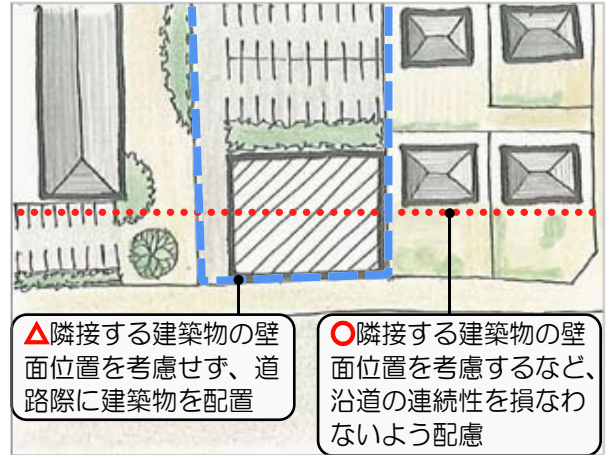 △隣接する建築物の壁
面位置を考慮せず、道
路際に建築物を配置
○隣接する建築物の壁
面位置を考慮するなど、
沿道の連続性を損なわ
ないよう配慮